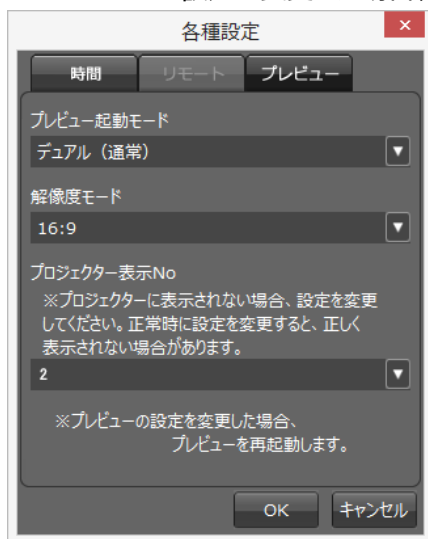 各種設定
×
時間 リモート プレビュー
プレビュー起動モード
デュアル（通常）
解像度モード
16:9
プロジェクター表示No
※プロジェクターに表示されない場合、設定を変更
してください。正常時に設定を変更すると、正しく
表示されない場合があります。
2
※プレビューの設定を変更した場合、
プレビューを再起動します。
OK キャンセル